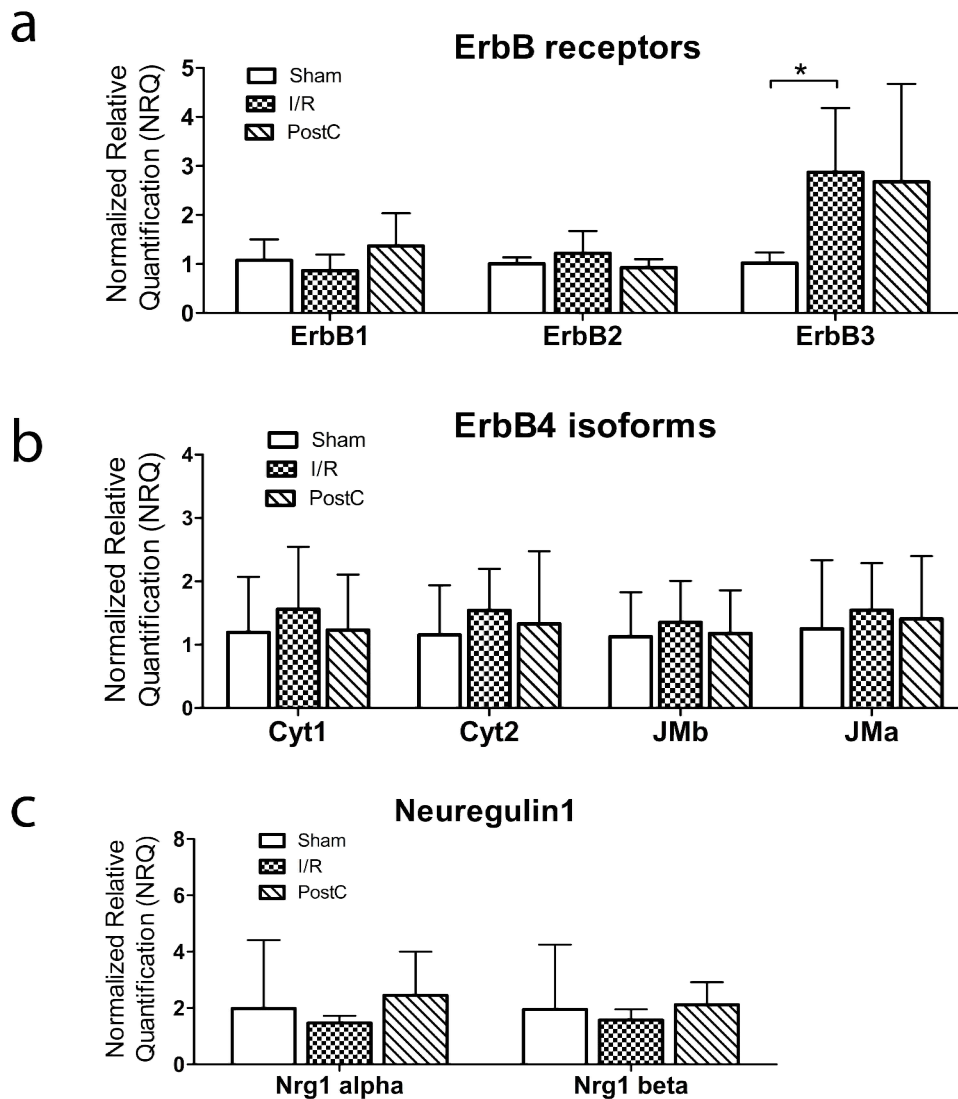 a
ErbB receptors
Normalized Relative
Quantification (NRQ)
5
4
3
2
1
0
Sham
I/R
PostC
*
ErbB1 ErbB2 ErbB3
b
ErbB4 isoforms
Normalized Relative
Quantification (NRQ)
4
3
2
1
0
Sham
I/R
PostC
Cyt1 Cyt2 JMb JMa
c
Neuregulin1
Normalized Relative
Quantification (NRQ)
8
6
4
2
0
Sham
I/R
PostC
Nrg1 alpha Nrg1 beta